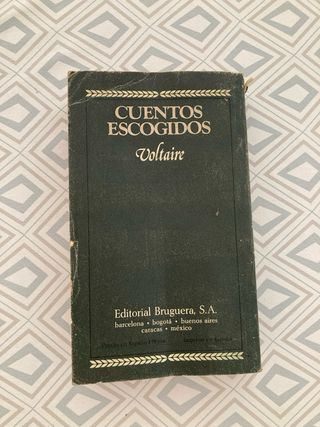 CUENTOS
ESCOGIDOS
Voltaire
Editorial Bruguera, S.A.
barcelona • bogotá • buenos aires
caracas • méxico